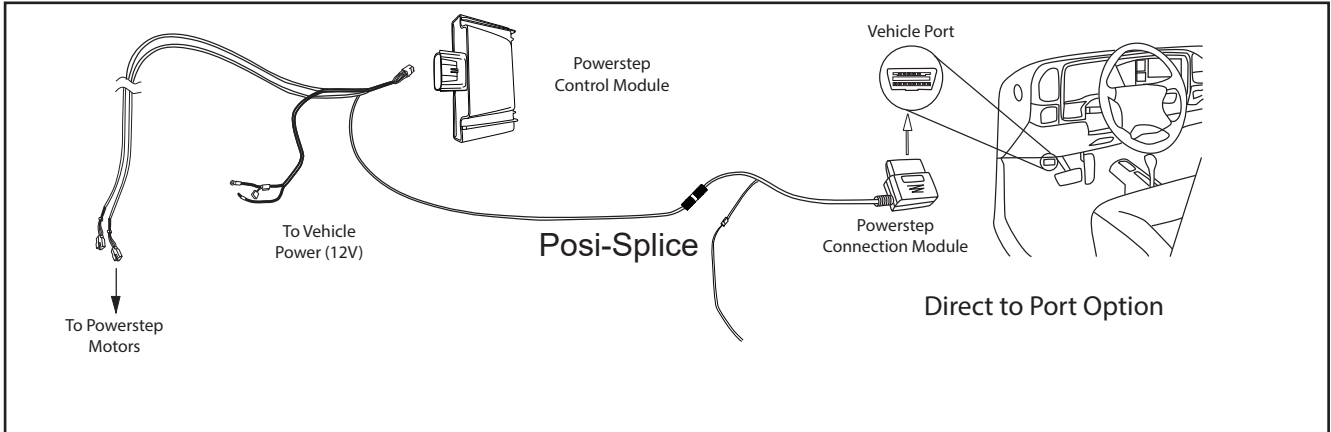 Vehicle Port
Powerstep
Control Module
To Vehicle
Power (12V)
Posi-Splice
Powerstep
Connection Module
Direct to Port Option
To Powerstep
Motors